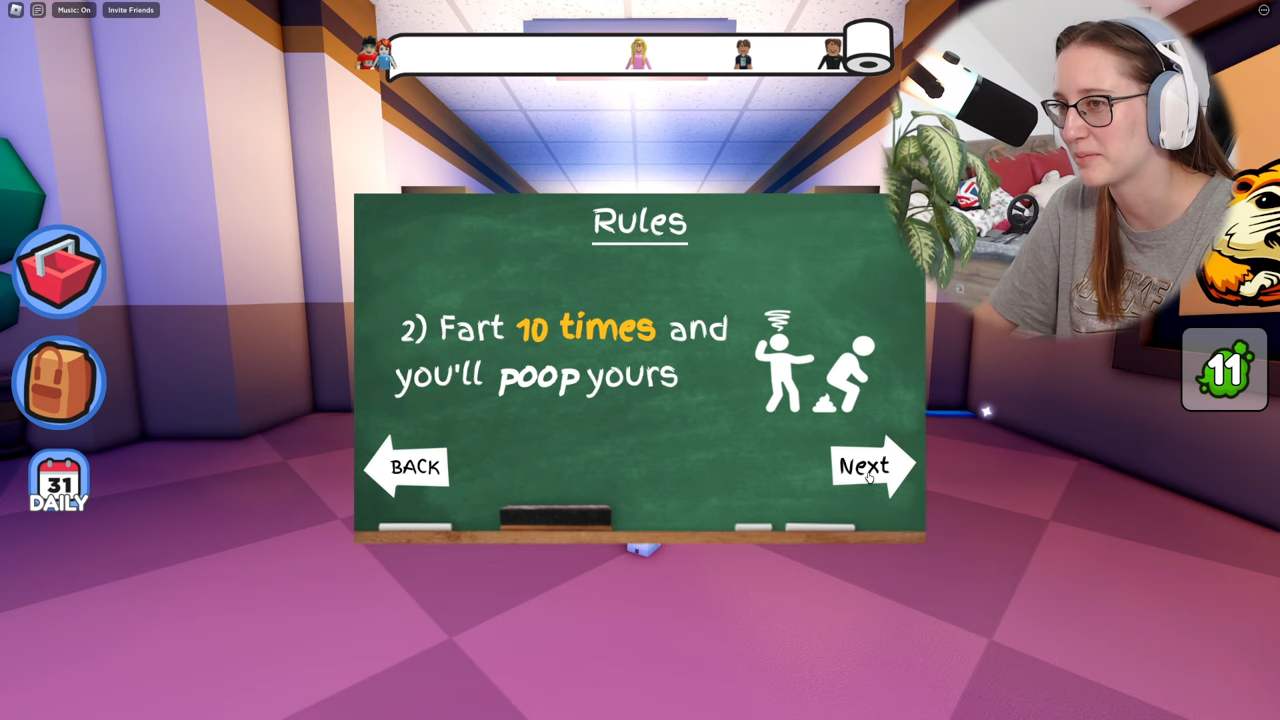 Music: On
Invite Friends
Rules
2) Fart 10 times and
you'll poop yours
BACK
Next
11
31
DAILY